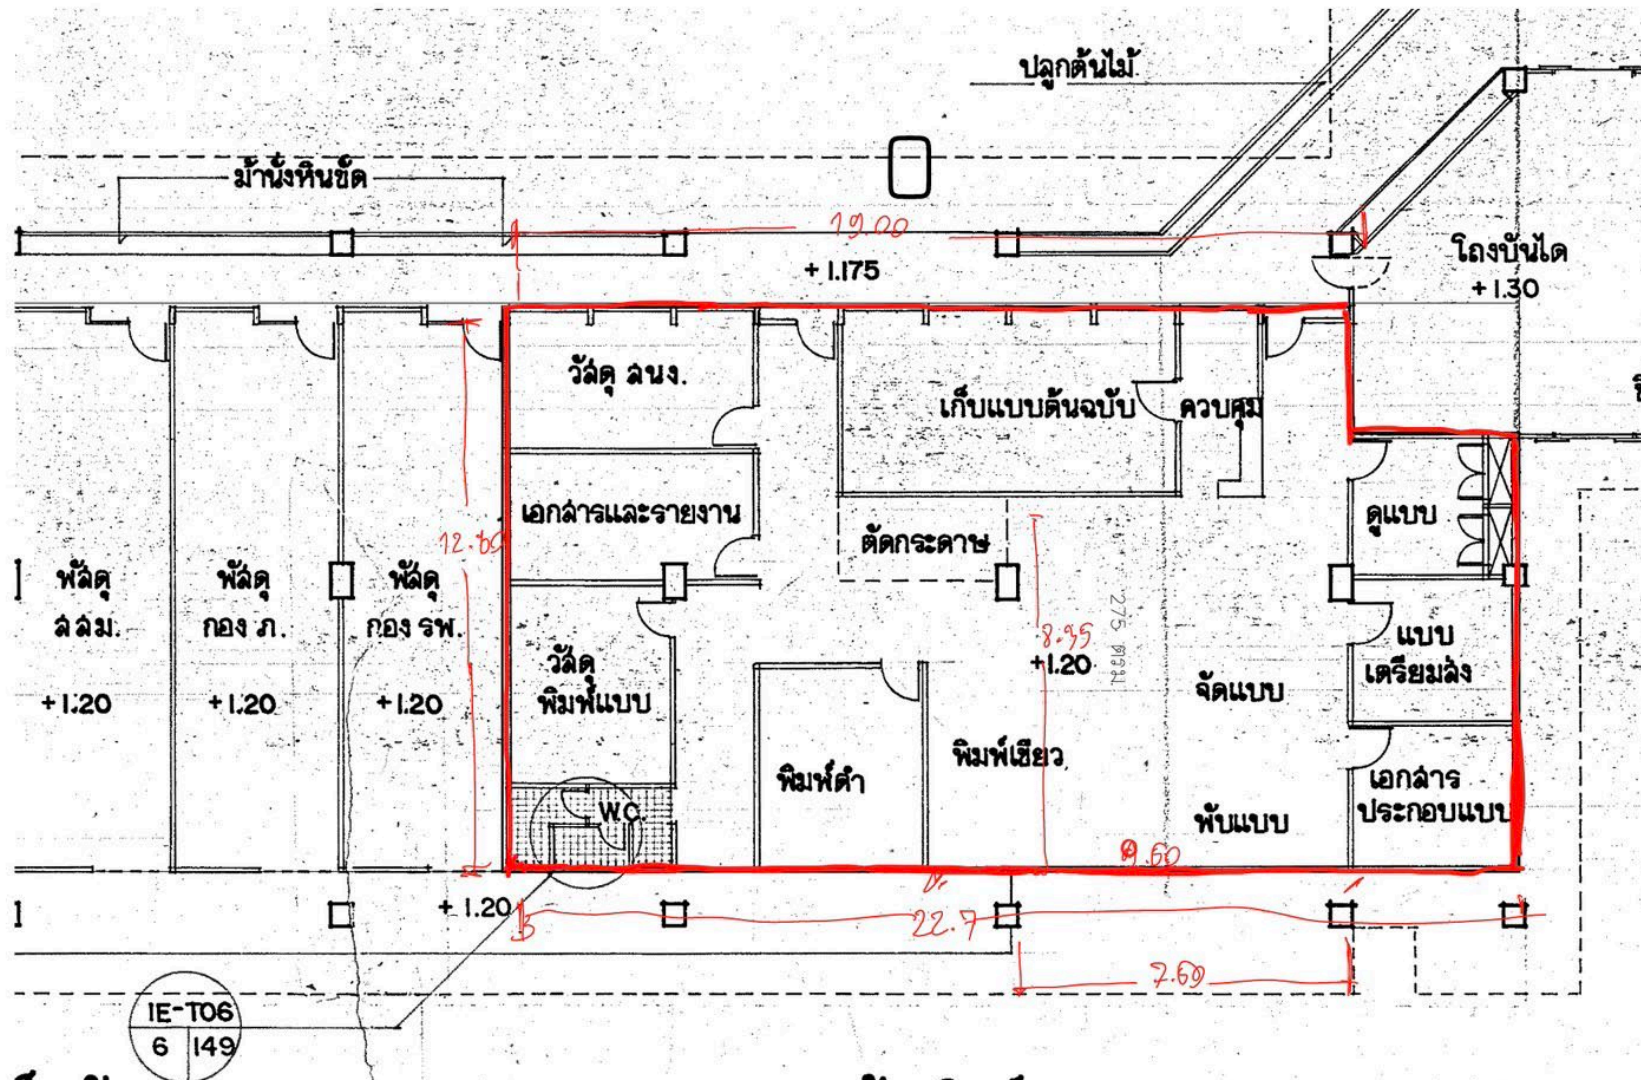 ปลูกต้นไม้
ม้านั่งหินขัด
19.00
+1.175
โถงบันได
+1.30
วัสดุ สนง.
เก็บแบบต้นฉบับ
ควบคุม
เอกสารและรายงาน
ตัดกระดาษ
ดูแบบ
12.80
พัสดุ
สสม.
+1.20
พัสดุ
กอง ภ.
+1.20
พัสดุ
กอง รพ.
+1.20
วัสดุ
พิมพ์แบบ
8.95
+1.20
275 ตรม
แบบ
เตรียมส่ง
จัดแบบ
พิมพ์เขียว
พิมพ์ดำ
เอกสาร
ประกอบแบบ
W.C.
พับแบบ
9.60
+1.20
22.7
7.60
IE-T06
6 149